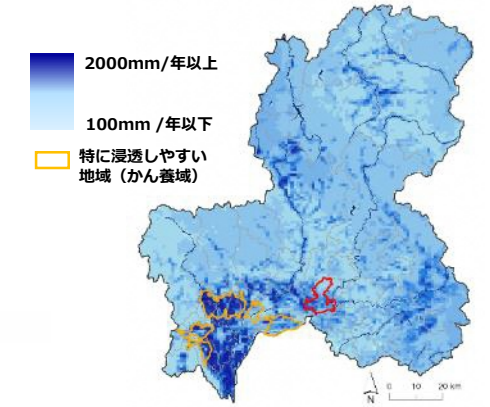 2000mm/年以上
100mm /年以下
特に浸透しやすい
地域（かん養域）
N
0 10 20 km